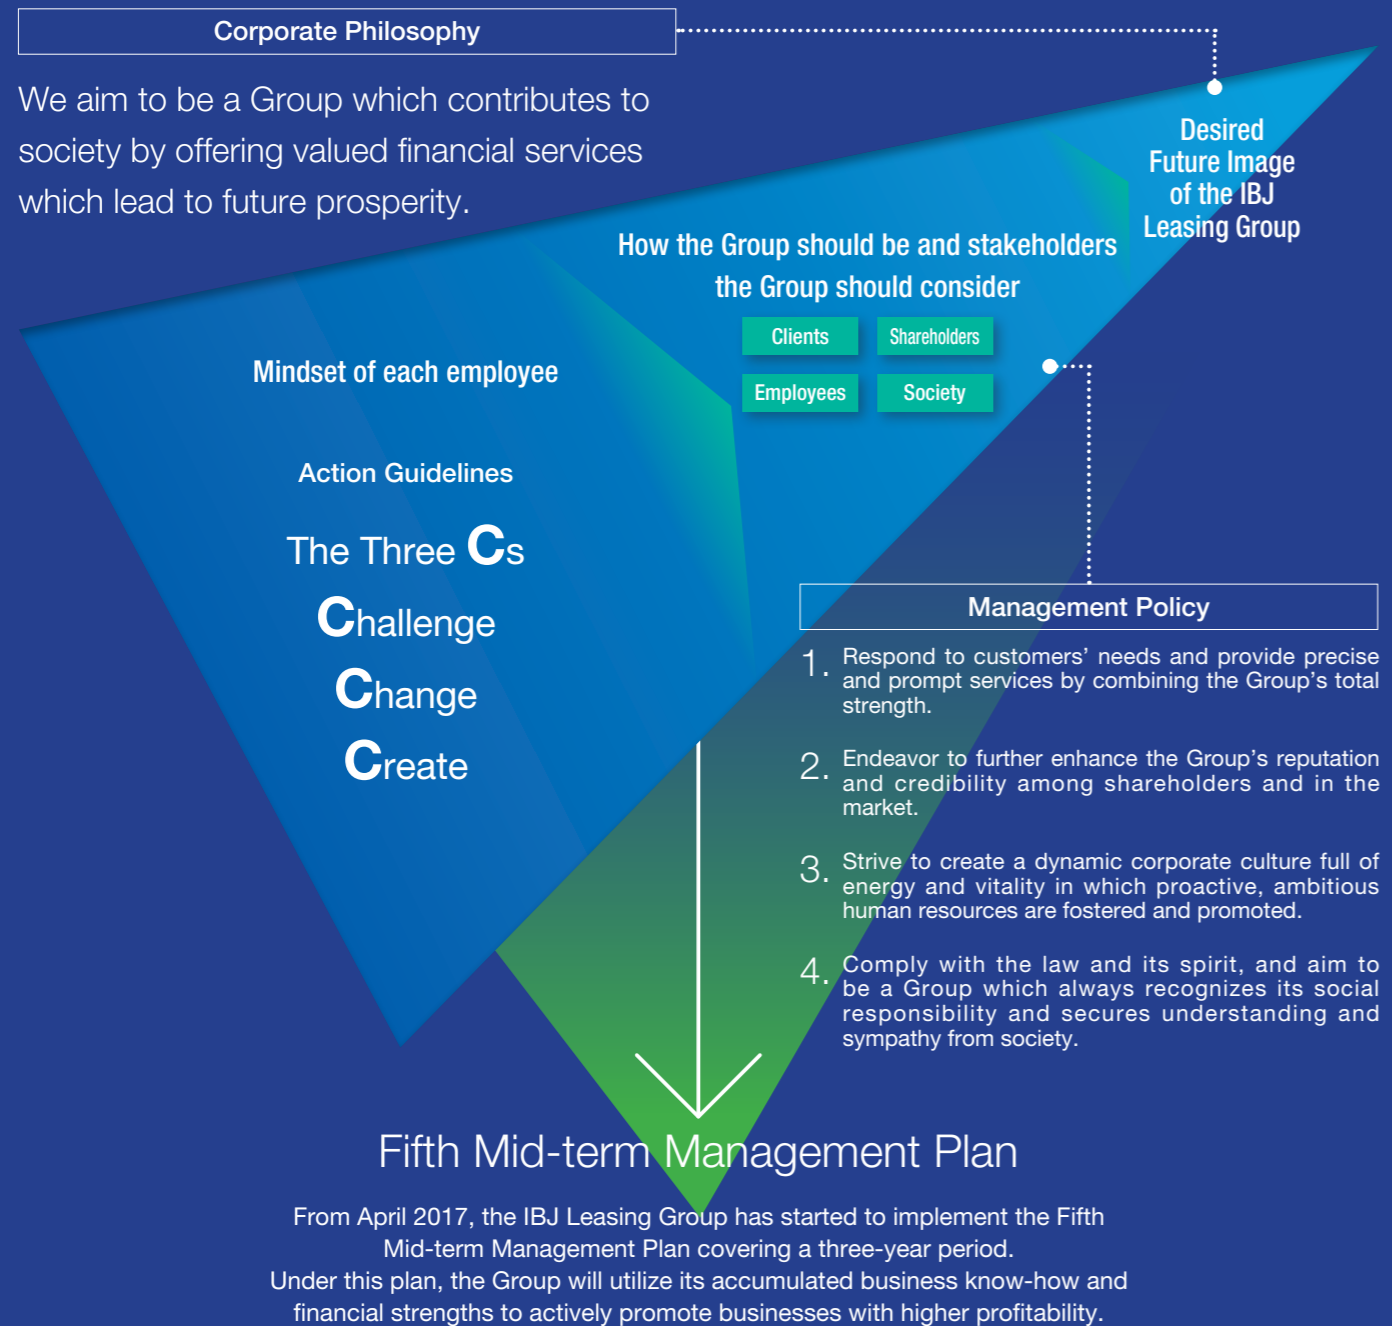 Corporate Philosophy
We aim to be a Group which contributes to
society by offering valued financial services
which lead to future prosperity.
Desired
Future Image
of the IBJ
Leasing Group
How the Group should be and stakeholders
the Group should consider
Clients
Shareholders
Employees
Society
Mindset of each employee
Action Guidelines
The Three Cs
Challenge
Change
Create
Management Policy
1. Respond to customers’ needs and provide precise
and prompt services by combining the Group’s total
strength.
2. Endeavor to further enhance the Group’s reputation
and credibility among shareholders and in the
market.
3. Strive to create a dynamic corporate culture full of
energy and vitality in which proactive, ambitious
human resources are fostered and promoted.
4. Comply with the law and its spirit, and aim to
be a Group which always recognizes its social
responsibility and secures understanding and
sympathy from society.
Fifth Mid-term Management Plan
From April 2017, the IBJ Leasing Group has started to implement the Fifth
Mid-term Management Plan covering a three-year period.
Under this plan, the Group will utilize its accumulated business know-how and
financial strengths to actively promote businesses with higher profitability.